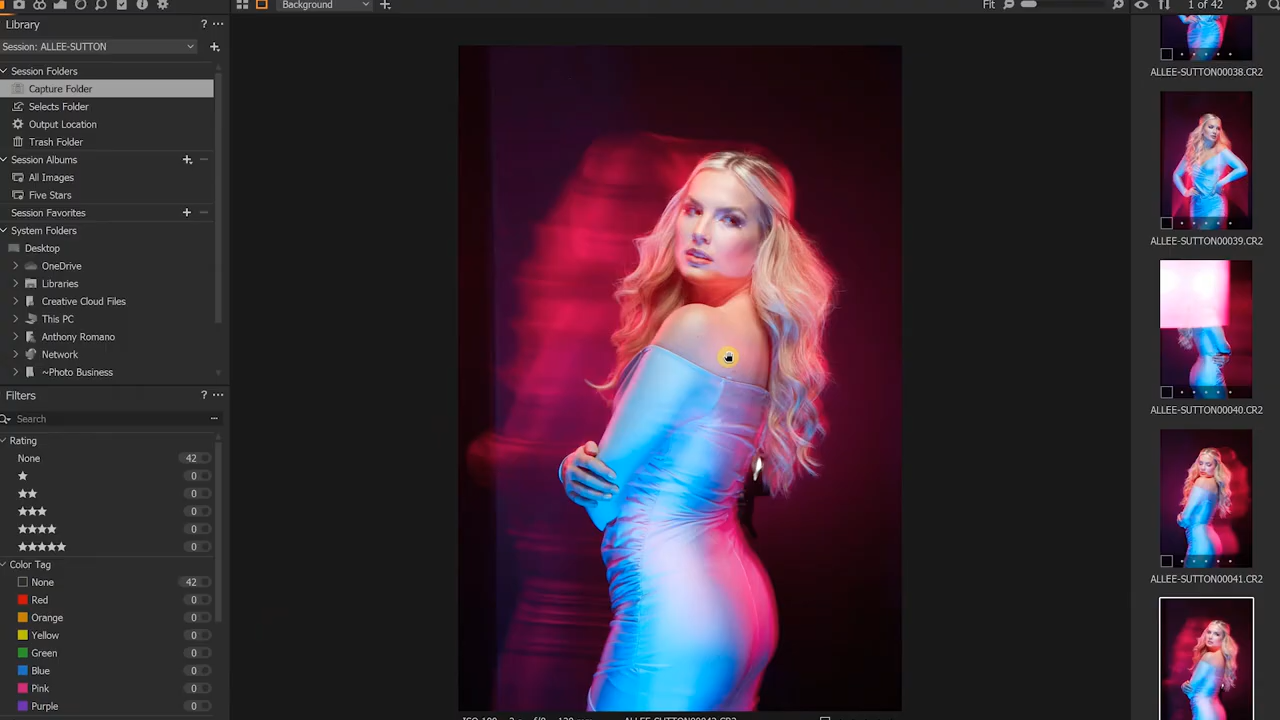 Background
Fit
1 of 42
Library
?
Session: ALLEE-SUTTON
Session Folders
Capture Folder
Selects Folder
Output Location
Trash Folder
Session Albums
All Images
Five Stars
Session Favorites
System Folders
Desktop
OneDrive
Libraries
Creative Cloud Files
This PC
Anthony Romano
Network
~Photo Business
Filters
?
Search
Rating
None 42
0
0
0
0
0
Color Tag
None 42
Red 0
Orange 0
Yellow 0
Green 0
Blue 0
Pink 0
Purple 0
ALLEE-SUTTON00038.CR2
ALLEE-SUTTON00039.CR2
ALLEE-SUTTON00040.CR2
ALLEE-SUTTON00041.CR2